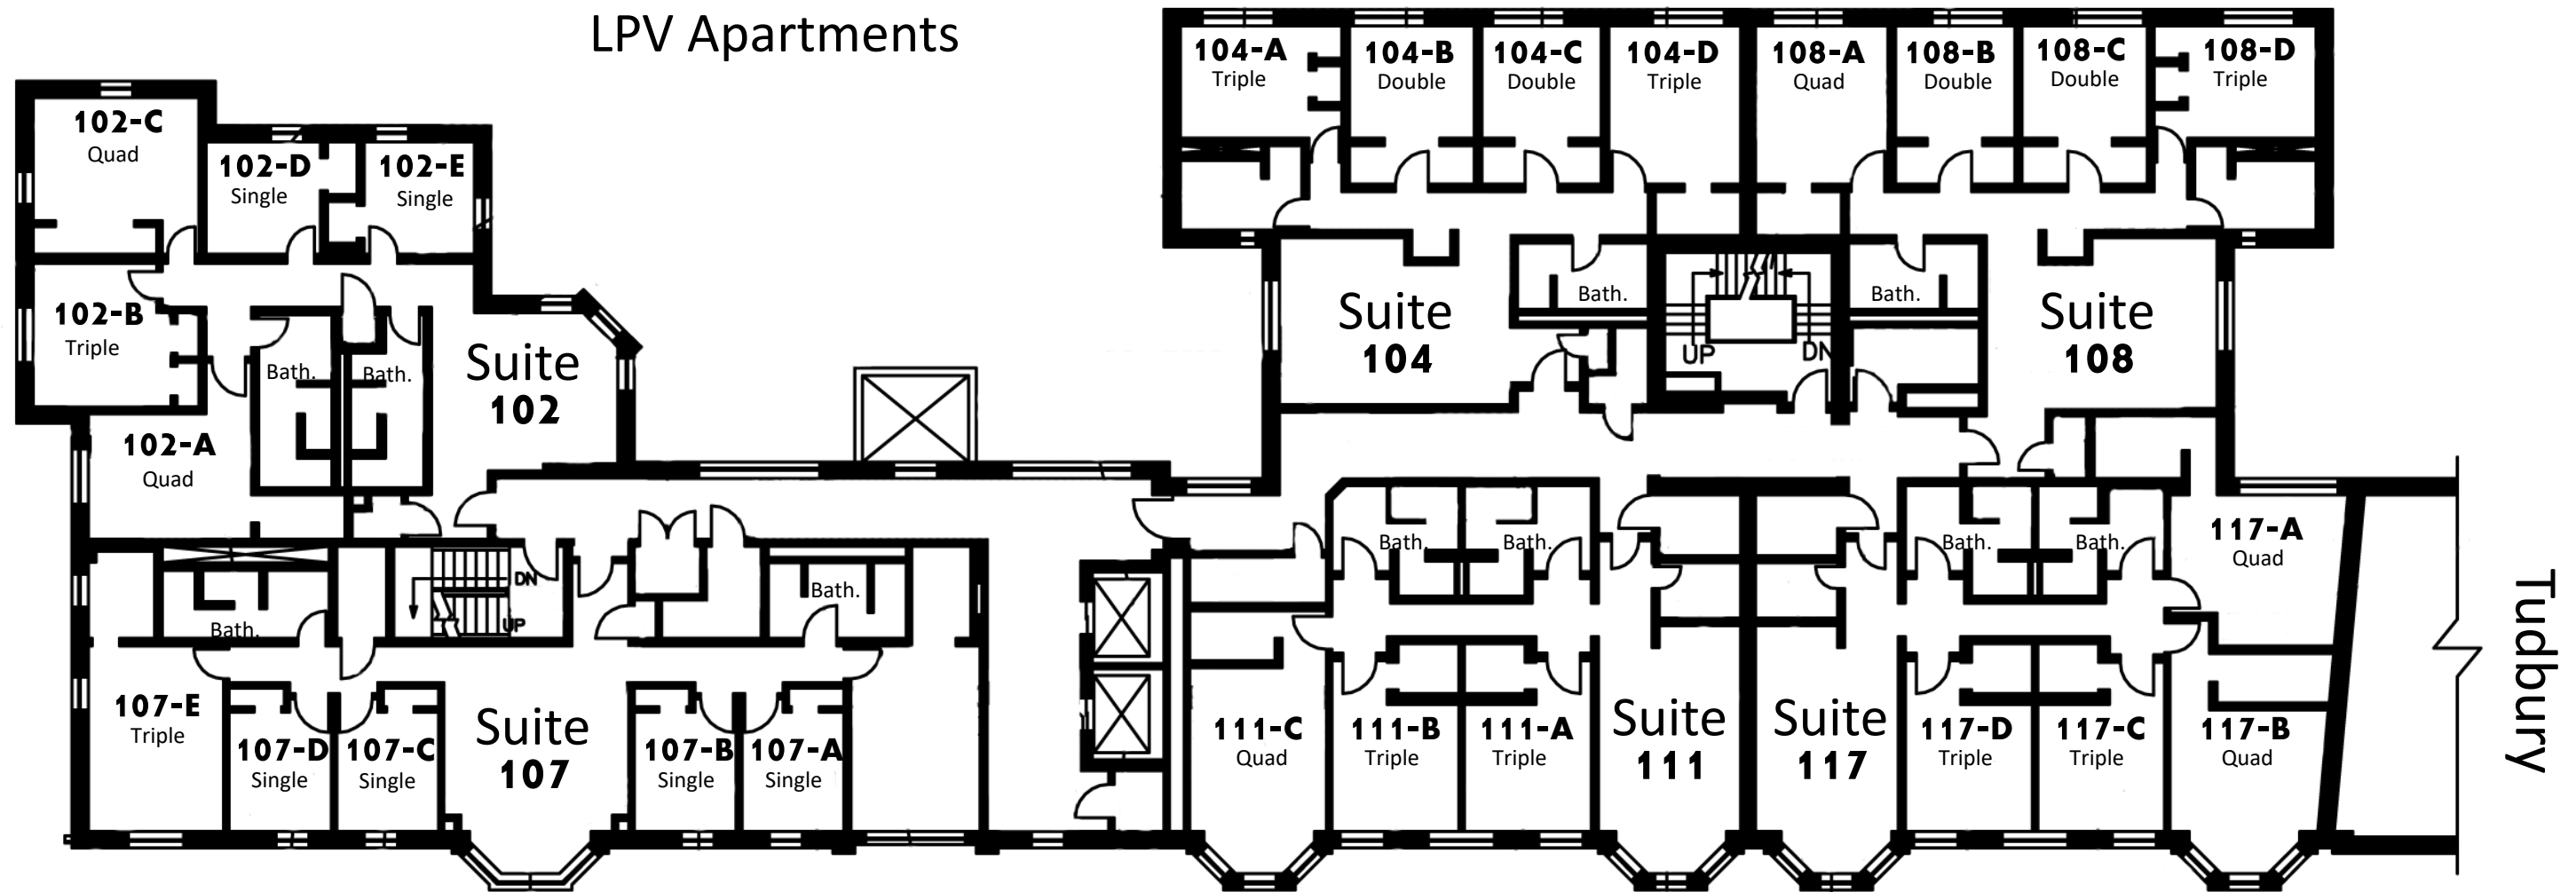 LPV Apartments
102-C
Quad
102-D
Single
102-E
Single
102-B
Triple
102-A
Quad
Bath.
Bath.
Suite
102
104-A
Triple
104-B
Double
104-C
Double
104-D
Triple
108-A
Quad
108-B
Double
108-C
Double
108-D
Triple
Suite
104
Bath.
UP
DN
Bath.
Suite
108
DN
UP
Bath.
Bath.
107-E
Triple
107-D
Single
107-C
Single
Suite
107
107-B
Single
107-A
Single
Bath.
Bath.
Bath.
Bath.
111-C
Quad
111-B
Triple
111-A
Triple
Suite
111
Suite
117
117-D
Triple
117-C
Triple
117-B
Quad
117-A
Quad
Tudbury